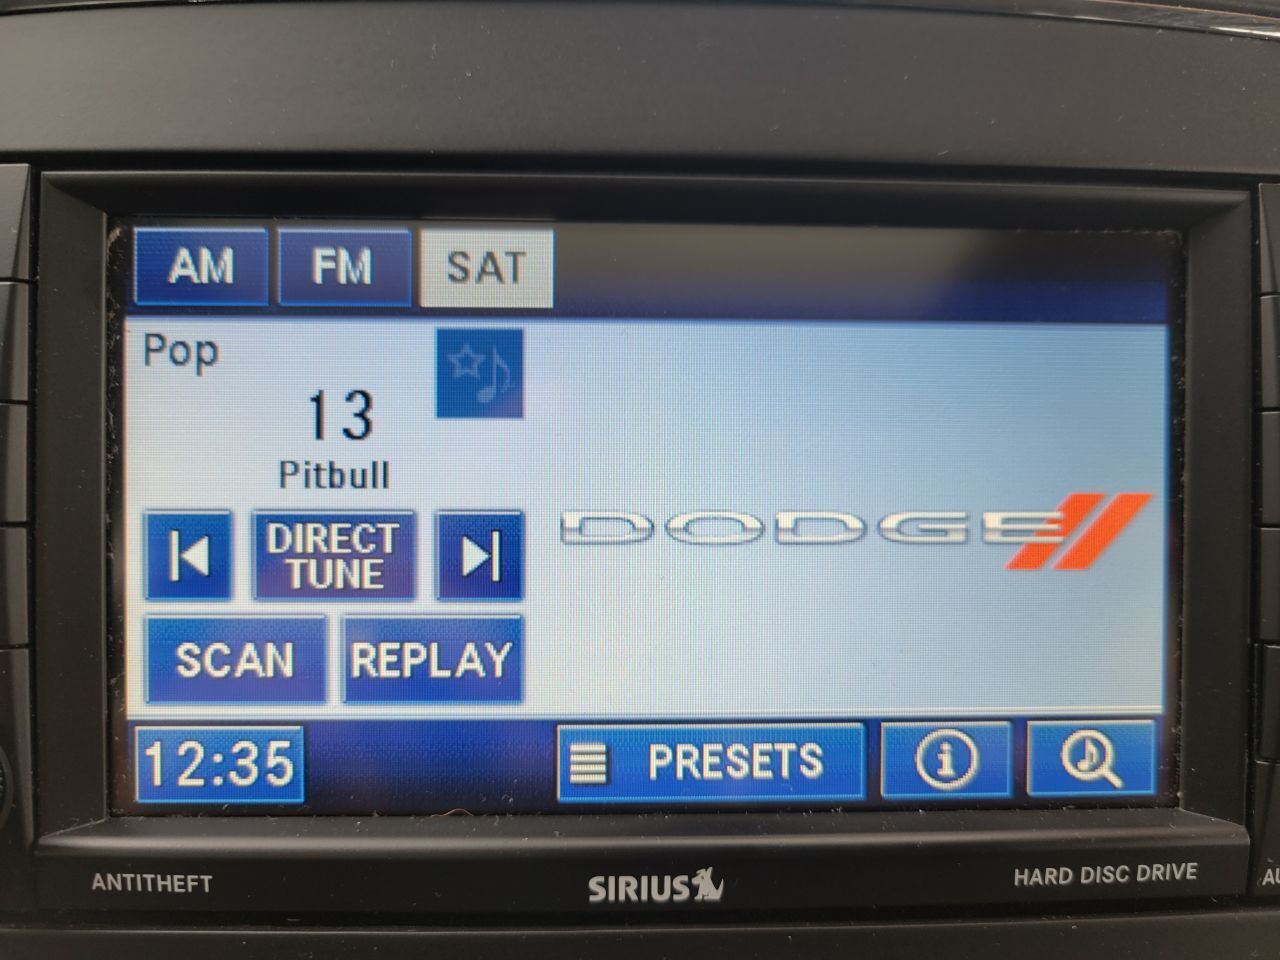 AM FM SAT
Pop
13
Pitbull
DIRECT
TUNE
DODGE
SCAN REPLAY
12:35 PRESETS
ANTITHEFT SIRIUS HARD DISC DRIVE